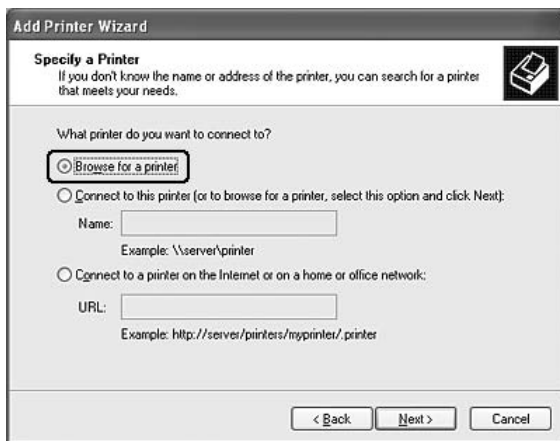 Add Printer Wizard
Specify a Printer
If you don't know the name or address of the printer, you can search for a printer
that meets your needs.
What printer do you want to connect to?
Browse for a printer
Connect to this printer (or to browse for a printer, select this option and click Next):
Name:
Example: \\server\printer
Connect to a printer on the Internet or on a home or office network:
URL:
Example: http://server/printers/myprinter/.printer
< Back
Next >
Cancel